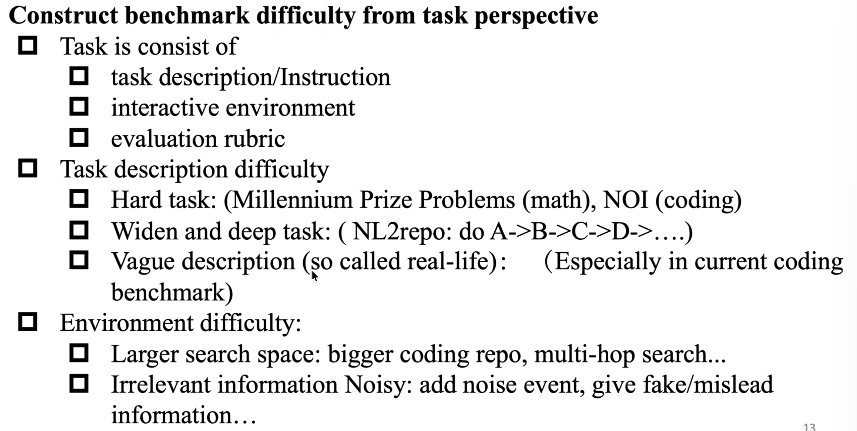 Construct benchmark difficulty from task perspective
Task is consist of
task description/Instruction
interactive environment
evaluation rubric
Task description difficulty
Hard task: (Millennium Prize Problems (math), NOI (coding)
Widen and deep task: ( NL2repo: do A->B->C->D->….)
Vague description (so called real-life): （Especially in current coding
benchmark)
Environment difficulty:
Larger search space: bigger coding repo, multi-hop search...
Irrelevant information Noisy: add noise event, give fake/mislead
information…
13